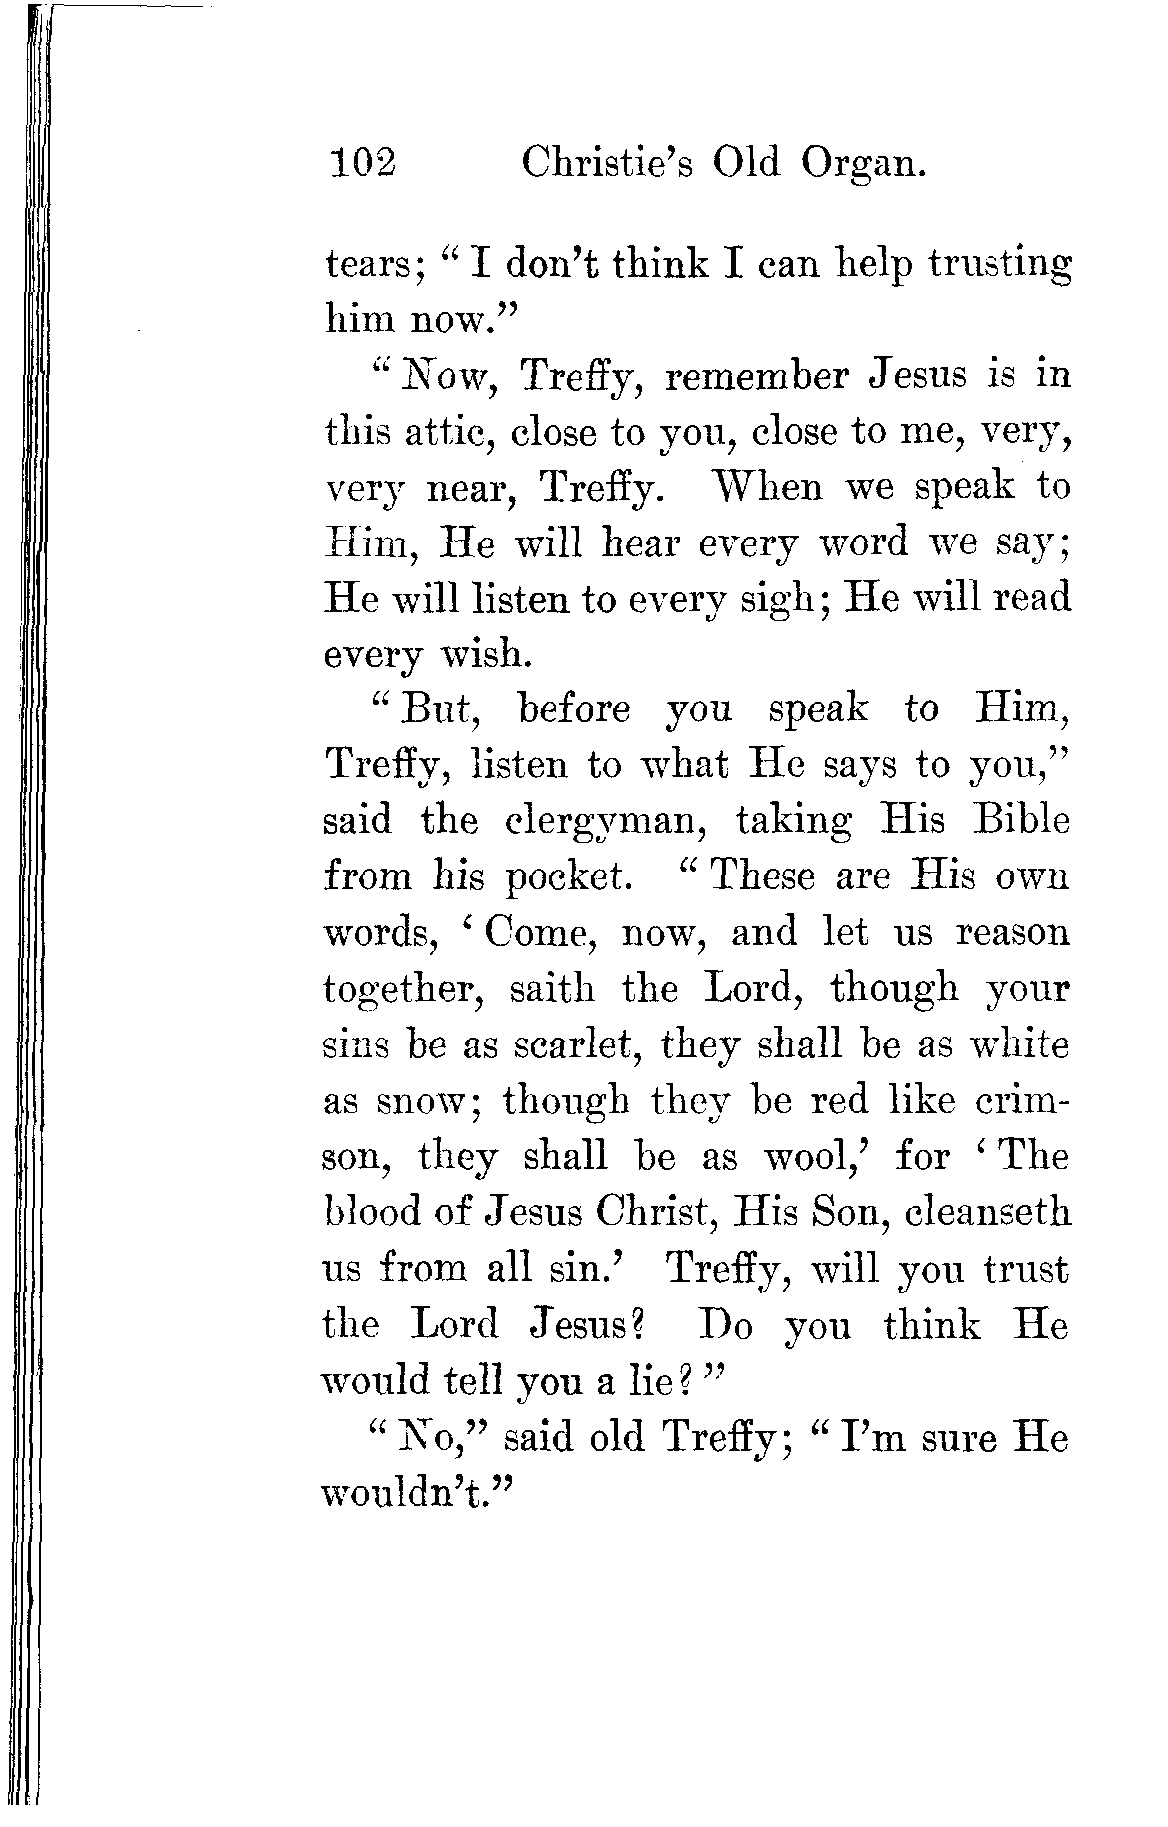 102 Christie's Old Organ.
tears; " I don't think I can help trusting
him now."
" Now, Treffy, remember Jesus is in
this attic, close to you, close to me, very,
very near, Treffy. When we speak to
Him, He will hear every word we say;
He will listen to every sigh; He will read
every wish.
" But, before you speak to Him,
Treffy, listen to what He says to you,"
said the clergyman, taking His Bible
from his pocket. " These are His own
words, ' Come, now, and let us reason
together, saith the Lord, though your
sins be as scarlet, they shall be as white
as snow; though they be red like crim-
son, they shall be as wool,' for ' The
blood of Jesus Christ, His Son, cleanseth
us from all sin.' Treffy, will you trust
the Lord Jesus? Do you think He
would tell you a lie? "
" No," said old Treffy; " I'm sure He
wouldn't."